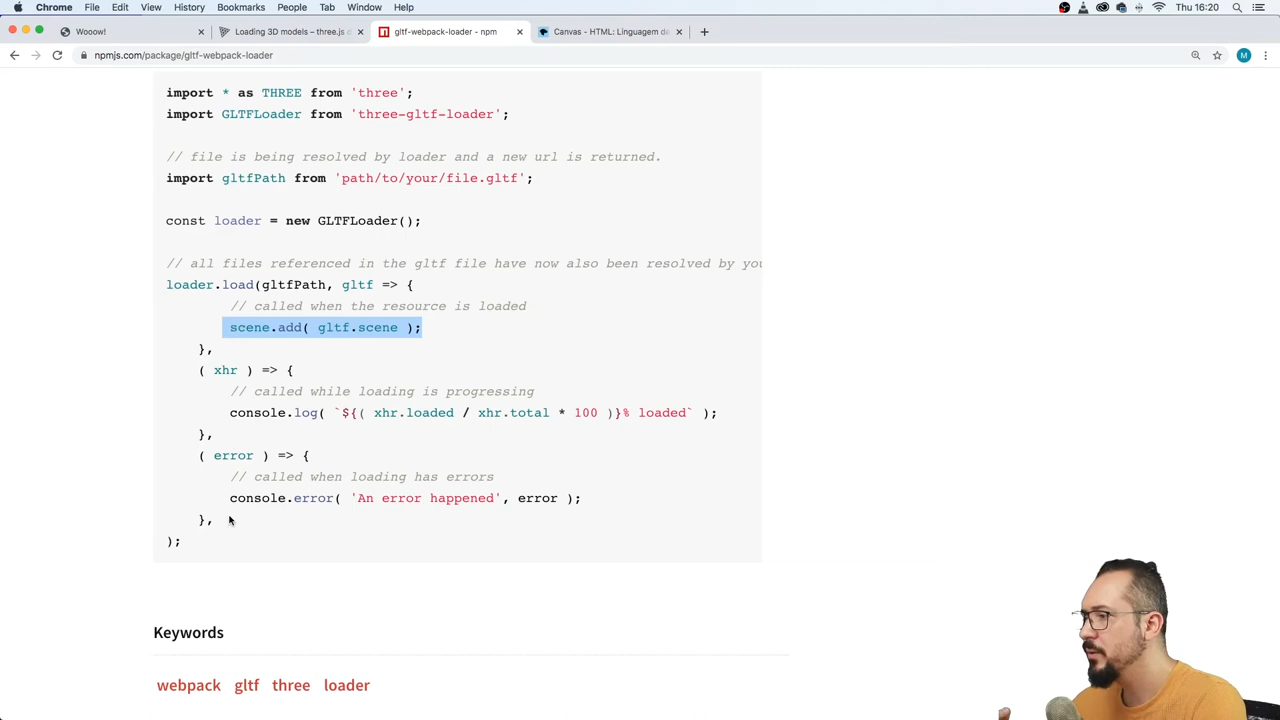 Chrome File Edit View History Bookmarks People Tab Window Help
Thu 16:20
Wooow!
Loading 3D models – three.js d
gltf-webpack-loader - npm
Canvas - HTML: Linguagem de
npmjs.com/package/gltf-webpack-loader
M
import * as THREE from 'three';
import GLTFLoader from 'three-gltf-loader';
// file is being resolved by loader and a new url is returned.
import gltfPath from 'path/to/your/file.gltf';
const loader = new GLTFLoader();
// all files referenced in the gltf file have now also been resolved by you
loader.load(gltfPath, gltf => {
// called when the resource is loaded
scene.add( gltf.scene );
},
( xhr ) => {
// called while loading is progressing
console.log( `${( xhr.loaded / xhr.total * 100 )}% loaded` );
},
( error ) => {
// called when loading has errors
console.error( 'An error happened', error );
},
);
Keywords
webpack gltf three loader